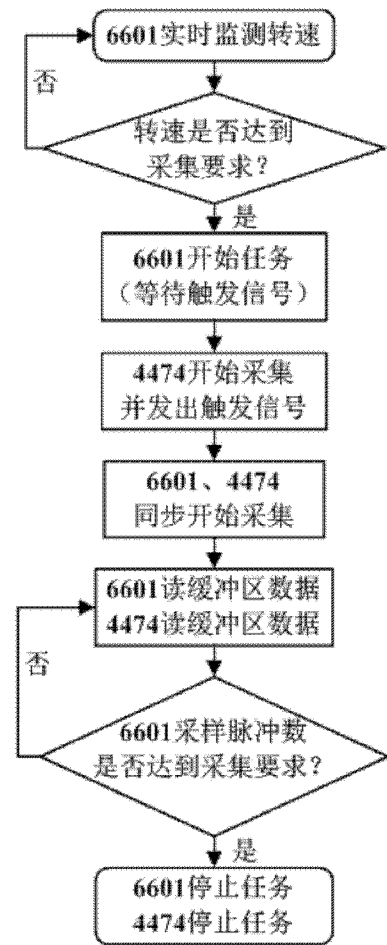 6601实时监测转速
否
转速是否达到
采集要求？
是
6601开始任务
（等待触发信号）
4474开始采集
并发出触发信号
6601、4474
同步开始采集
6601读缓冲区数据
4474读缓冲区数据
否
6601采样脉冲数
是否达到采集要求？
是
6601停止任务
4474停止任务